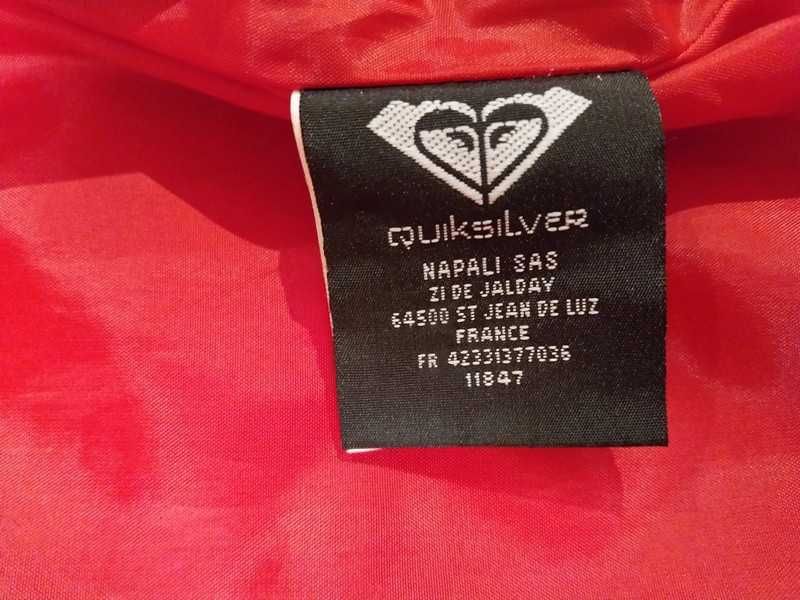 QUIKSILVER
NAPALI SAS
ZI DE JALDAY
64500 ST JEAN DE LUZ
FRANCE
FR 42331377036
11847